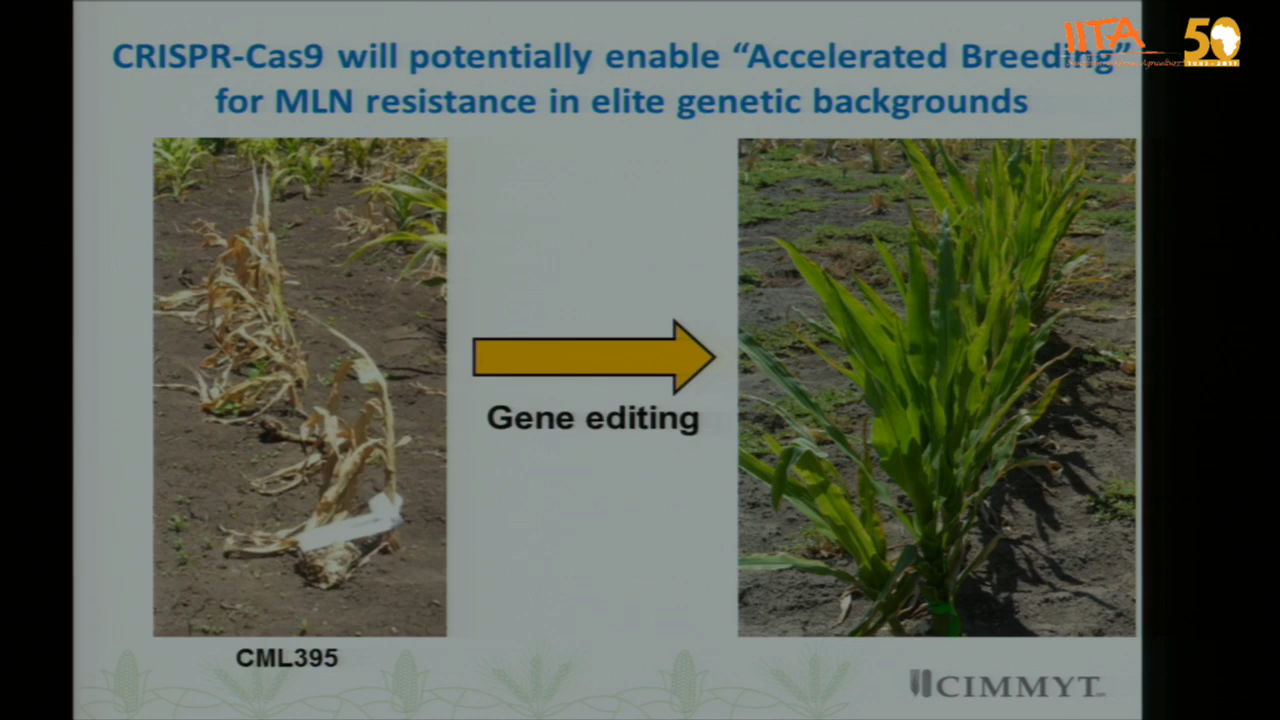 CRISPR-Cas9 will potentially enable “Accelerated Breeding”
for MLN resistance in elite genetic backgrounds
IITA
50
Gene editing
CML395
CIMMYT